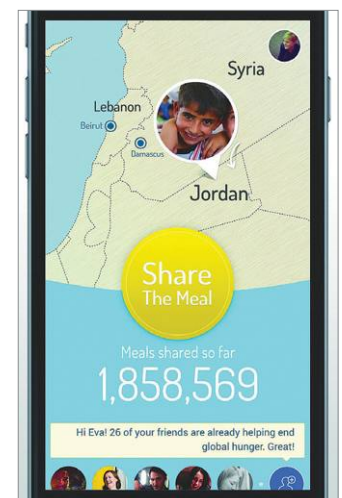 Syria
Lebanon
Beirut
Damascus
Jordan
Share
The Meal
Meals shared so far
1,858,569
Hi Eva! 26 of your friends are already helping end
global hunger. Great!